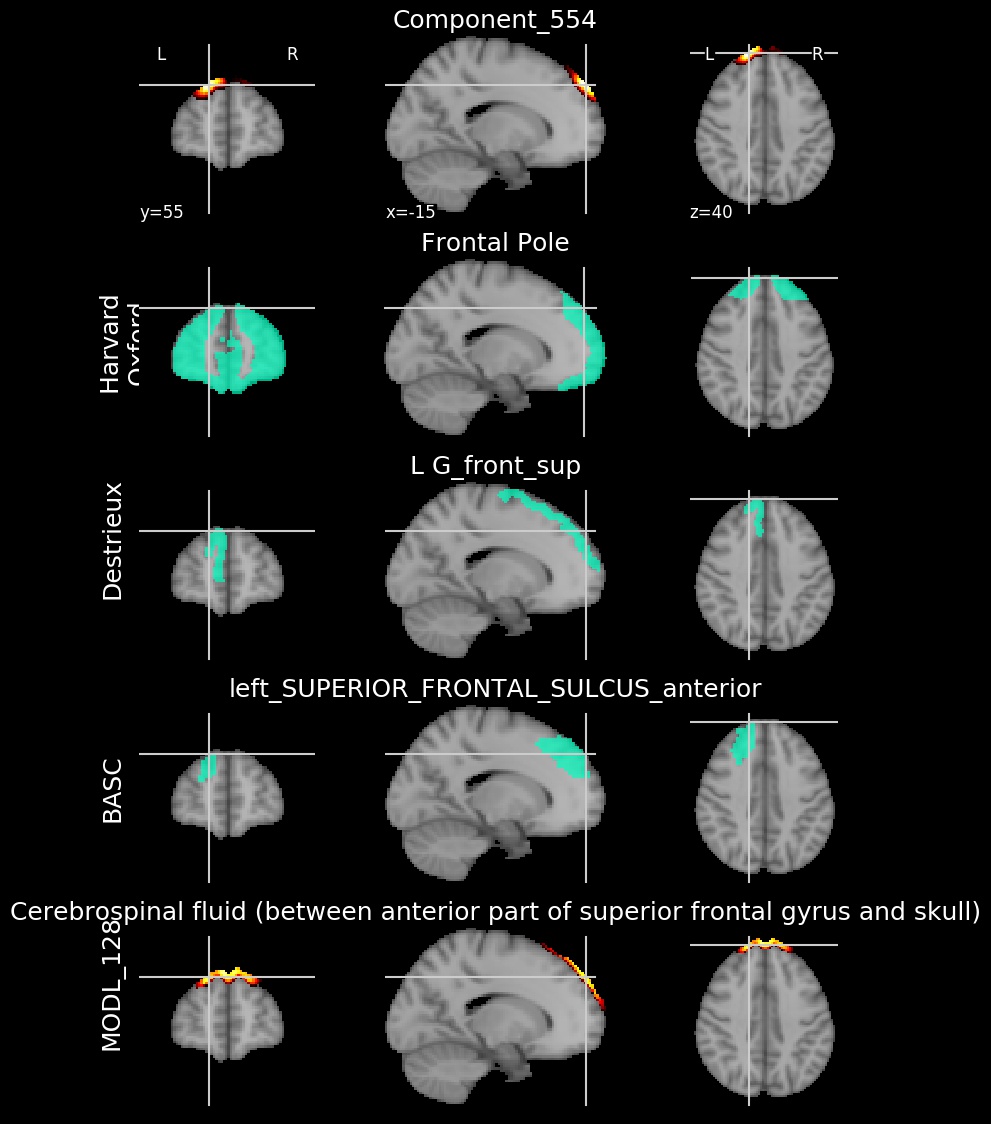 Component_554
L R L R
y=55 x=-15 z=40
Frontal Pole
Harvard
Oxford
L G_front_sup
Destrieux
left_SUPERIOR_FRONTAL_SULCUS_anterior
BASC
Cerebrospinal fluid (between anterior part of superior frontal gyrus and skull)
MODL_128